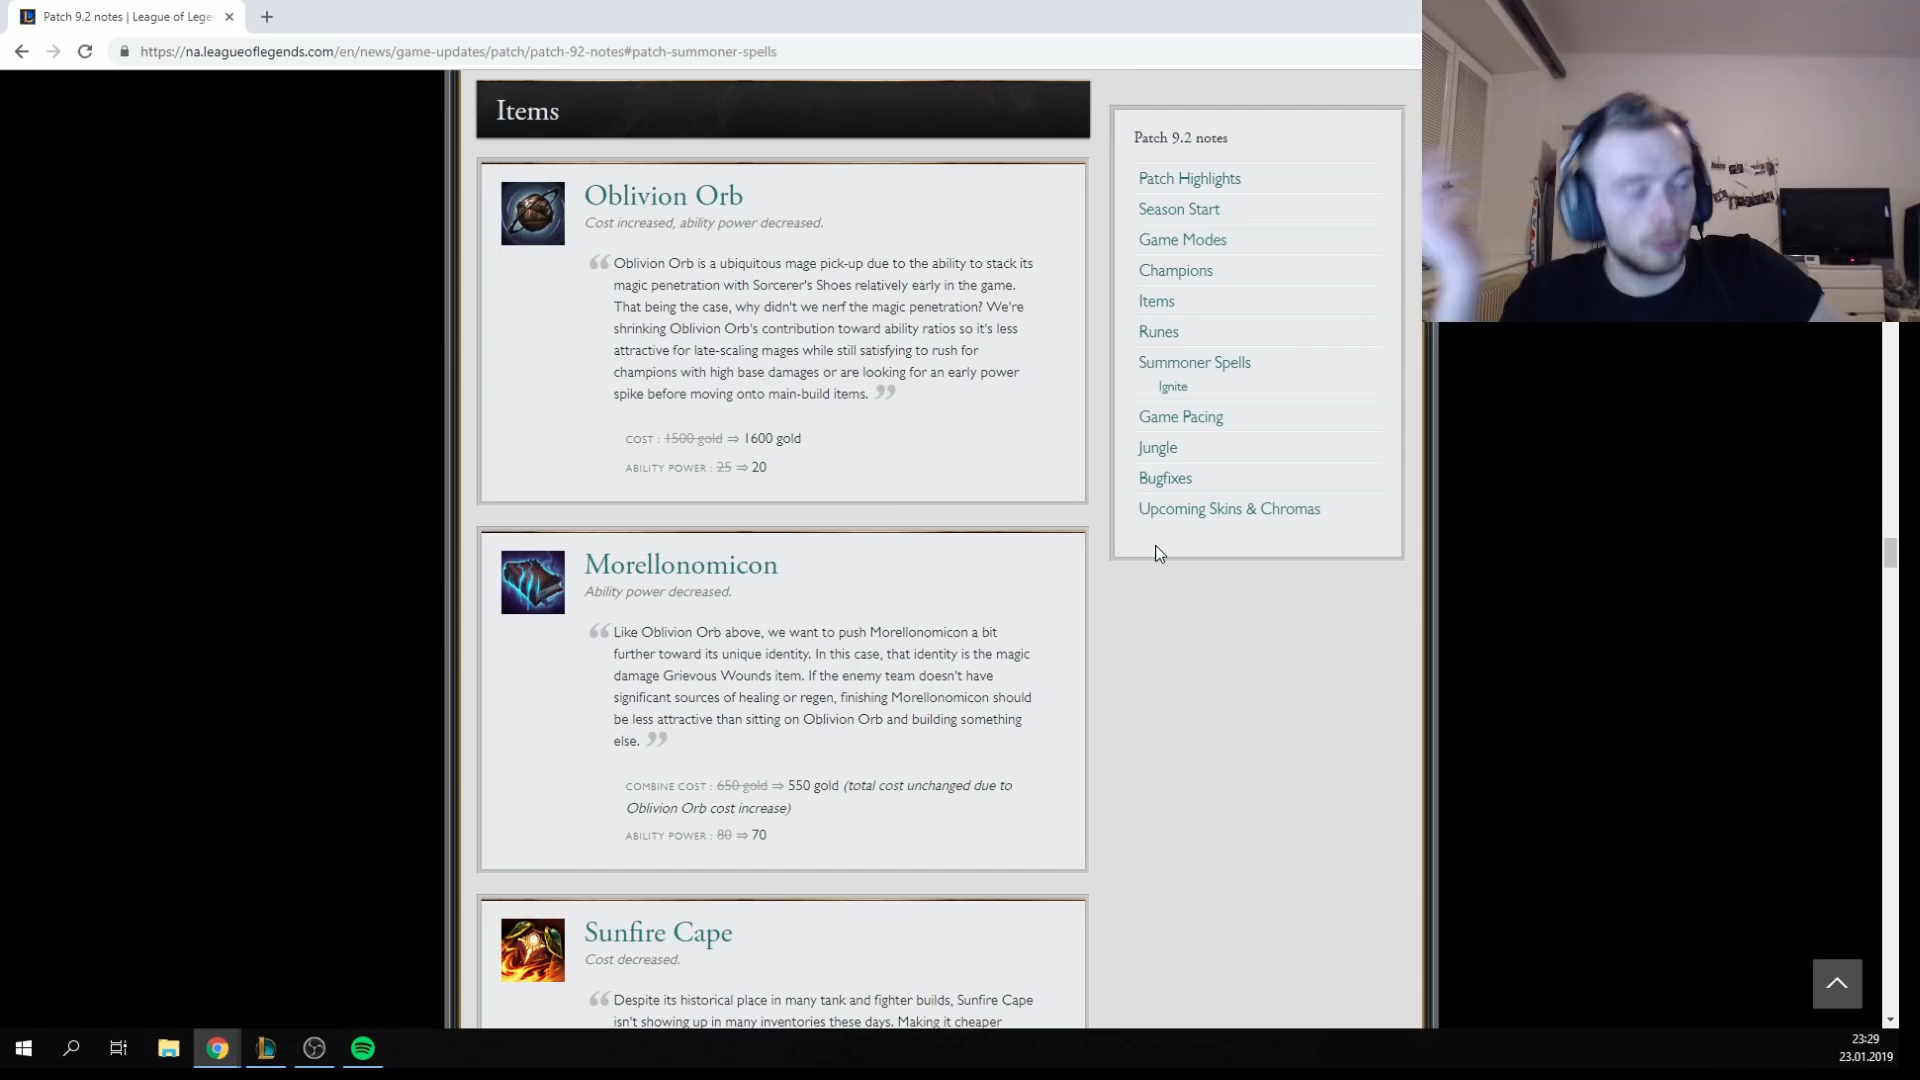 Patch 9.2 notes | League of Lege
https://na.leagueoflegends.com/en/news/game-updates/patch/patch-92-notes#patch-summoner-spells
Items
Oblivion Orb
Cost increased, ability power decreased.
“ Oblivion Orb is a ubiquitous mage pick-up due to the ability to stack its
magic penetration with Sorcerer's Shoes relatively early in the game.
That being the case, why didn't we nerf the magic penetration? We're
shrinking Oblivion Orb's contribution toward ability ratios so it's less
attractive for late-scaling mages while still satisfying to rush for
champions with high base damages or are looking for an early power
spike before moving onto main-build items. ”
COST : 1500 gold ⇒ 1600 gold
ABILITY POWER : 25 ⇒ 20
Morellonomicon
Ability power decreased.
“ Like Oblivion Orb above, we want to push Morellonomicon a bit
further toward its unique identity. In this case, that identity is the magic
damage Grievous Wounds item. If the enemy team doesn't have
significant sources of healing or regen, finishing Morellonomicon should
be less attractive than sitting on Oblivion Orb and building something
else. ”
COMBINE COST : 650 gold ⇒ 550 gold (total cost unchanged due to
Oblivion Orb cost increase)
ABILITY POWER : 80 ⇒ 70
Sunfire Cape
Cost decreased.
“ Despite its historical place in many tank and fighter builds, Sunfire Cape
isn't showing up in many inventories these days. Making it cheaper
Patch 9.2 notes
Patch Highlights
Season Start
Game Modes
Champions
Items
Runes
Summoner Spells
Ignite
Game Pacing
Jungle
Bugfixes
Upcoming Skins & Chromas
23:29
23.01.2019